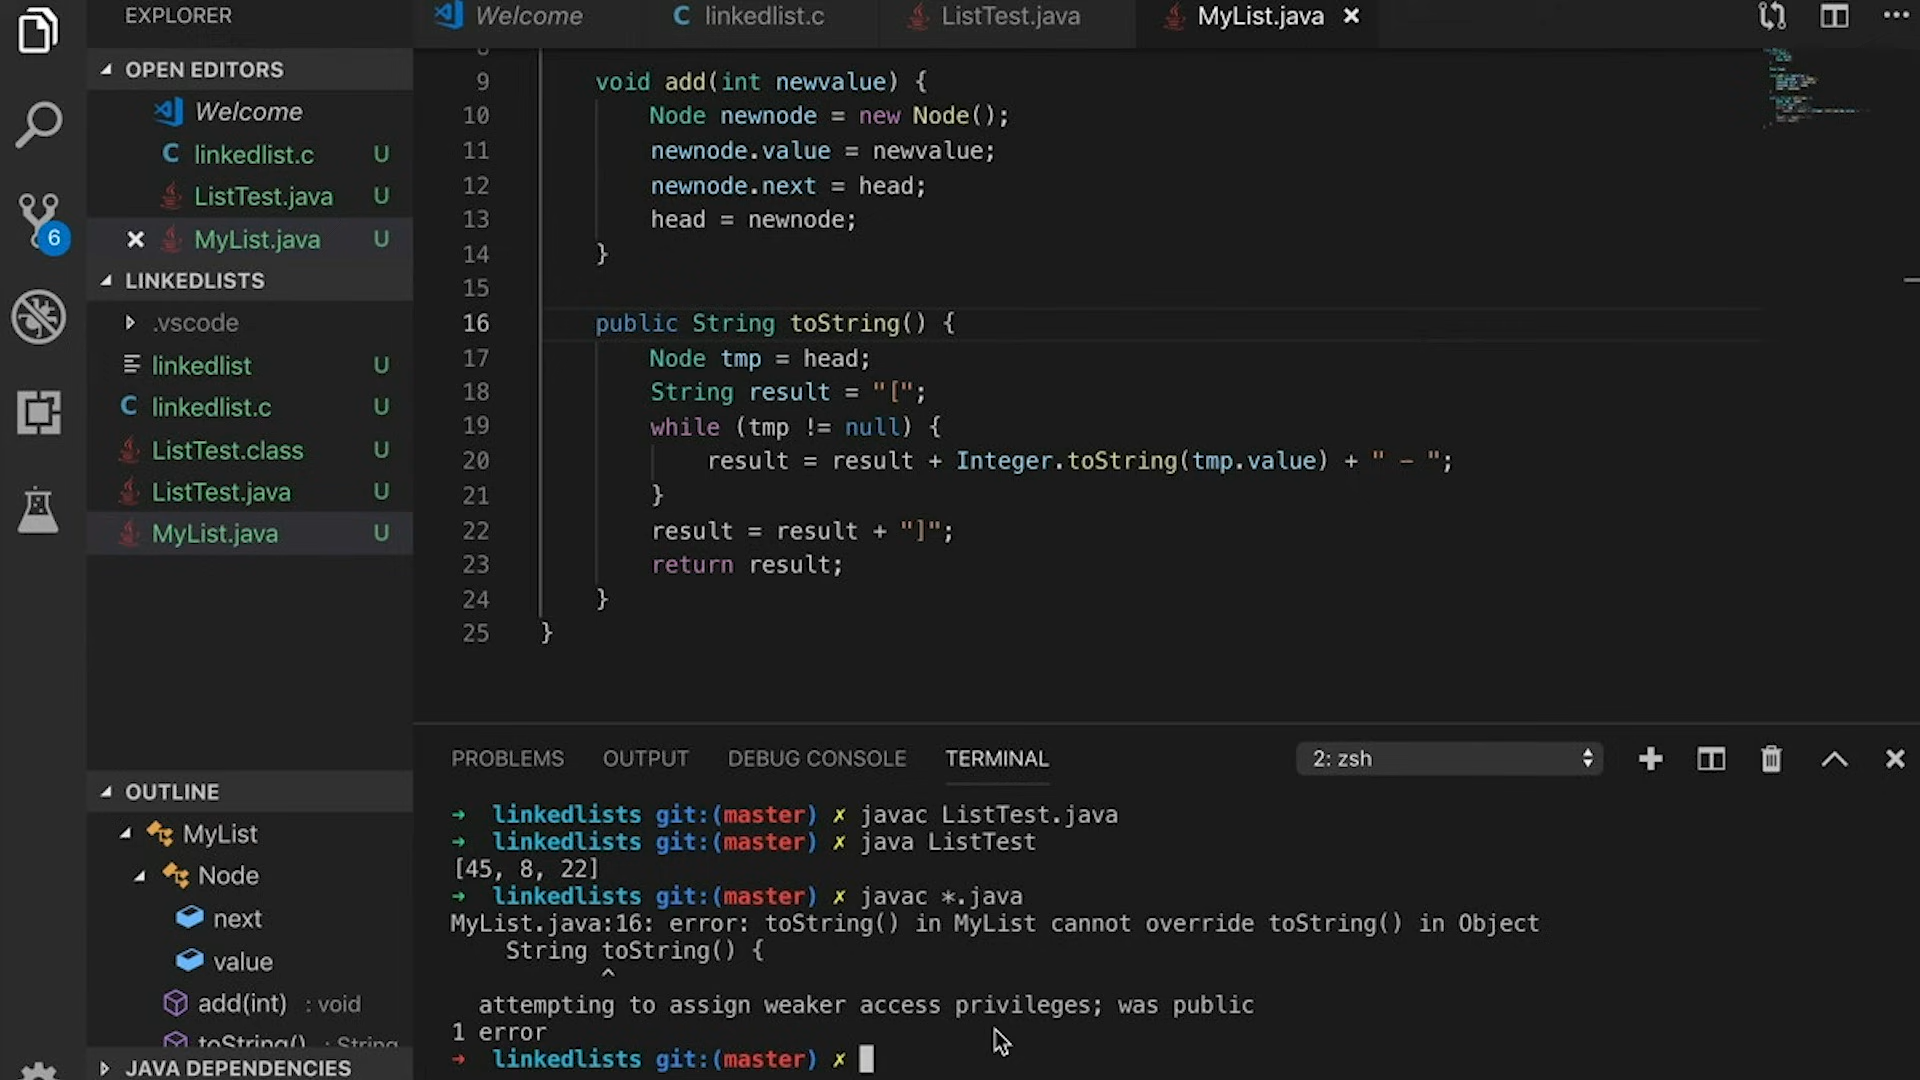 EXPLORER
OPEN EDITORS
Welcome
linkedlist.c U
ListTest.java U
MyList.java U
6
LINKEDLISTS
.vscode
linkedlist U
C linkedlist.c U
ListTest.class U
ListTest.java U
MyList.java U
OUTLINE
MyList
Node
next
value
add(int) : void
toString() : String
JAVA DEPENDENCIES
Welcome
C linkedlist.c
ListTest.java
MyList.java
9 void add(int newvalue) {
10 Node newnode = new Node();
11 newnode.value = newvalue;
12 newnode.next = head;
13 head = newnode;
14 }
15
16 public String toString() {
17 Node tmp = head;
18 String result = "[";
19 while (tmp != null) {
20 result = result + Integer.toString(tmp.value) + " - ";
21 }
22 result = result + "]";
23 return result;
24 }
25 }
PROBLEMS OUTPUT DEBUG CONSOLE TERMINAL
2: zsh
➜ linkedlists git:(master) ✗ javac ListTest.java
➜ linkedlists git:(master) ✗ java ListTest
[45, 8, 22]
➜ linkedlists git:(master) ✗ javac *.java
MyList.java:16: error: toString() in MyList cannot override toString() in Object
String toString() {
^
attempting to assign weaker access privileges; was public
1 error
➜ linkedlists git:(master) ✗